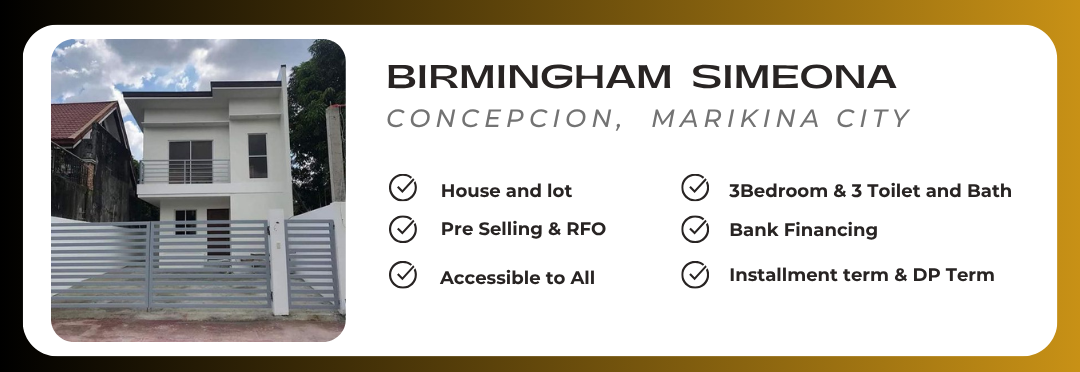 BIRMINGHAM SIMEONA
CONCEPCION, MARIKINA CITY
House and lot
Pre Selling & RFO
Accessible to All
3Bedroom & 3 Toilet and Bath
Bank Financing
Installment term & DP Term